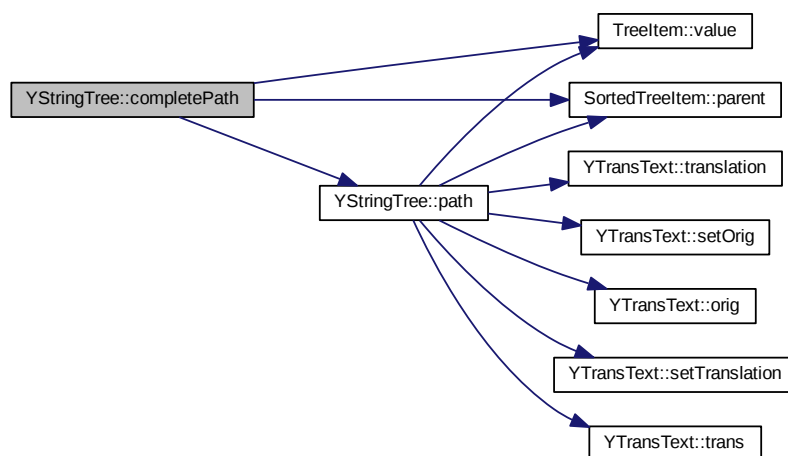 TreeItem::value
YStringTree::completePath
SortedTreeItem::parent
YTransText::translation
YStringTree::path
YTransText::setOrig
YTransText::orig
YTransText::setTranslation
YTransText::trans